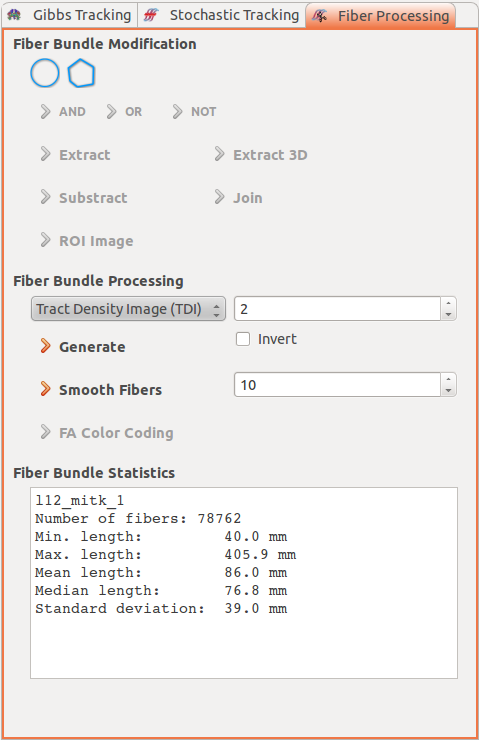 Gibbs Tracking Stochastic Tracking Fiber Processing
Fiber Bundle Modification
AND OR NOT
Extract Extract 3D
Substract Join
ROI Image
Fiber Bundle Processing
Tract Density Image (TDI) 2
Generate Invert
Smooth Fibers 10
FA Color Coding
Fiber Bundle Statistics
l12_mitk_1
Number of fibers: 78762
Min. length: 40.0 mm
Max. length: 405.9 mm
Mean length: 86.0 mm
Median length: 76.8 mm
Standard deviation: 39.0 mm